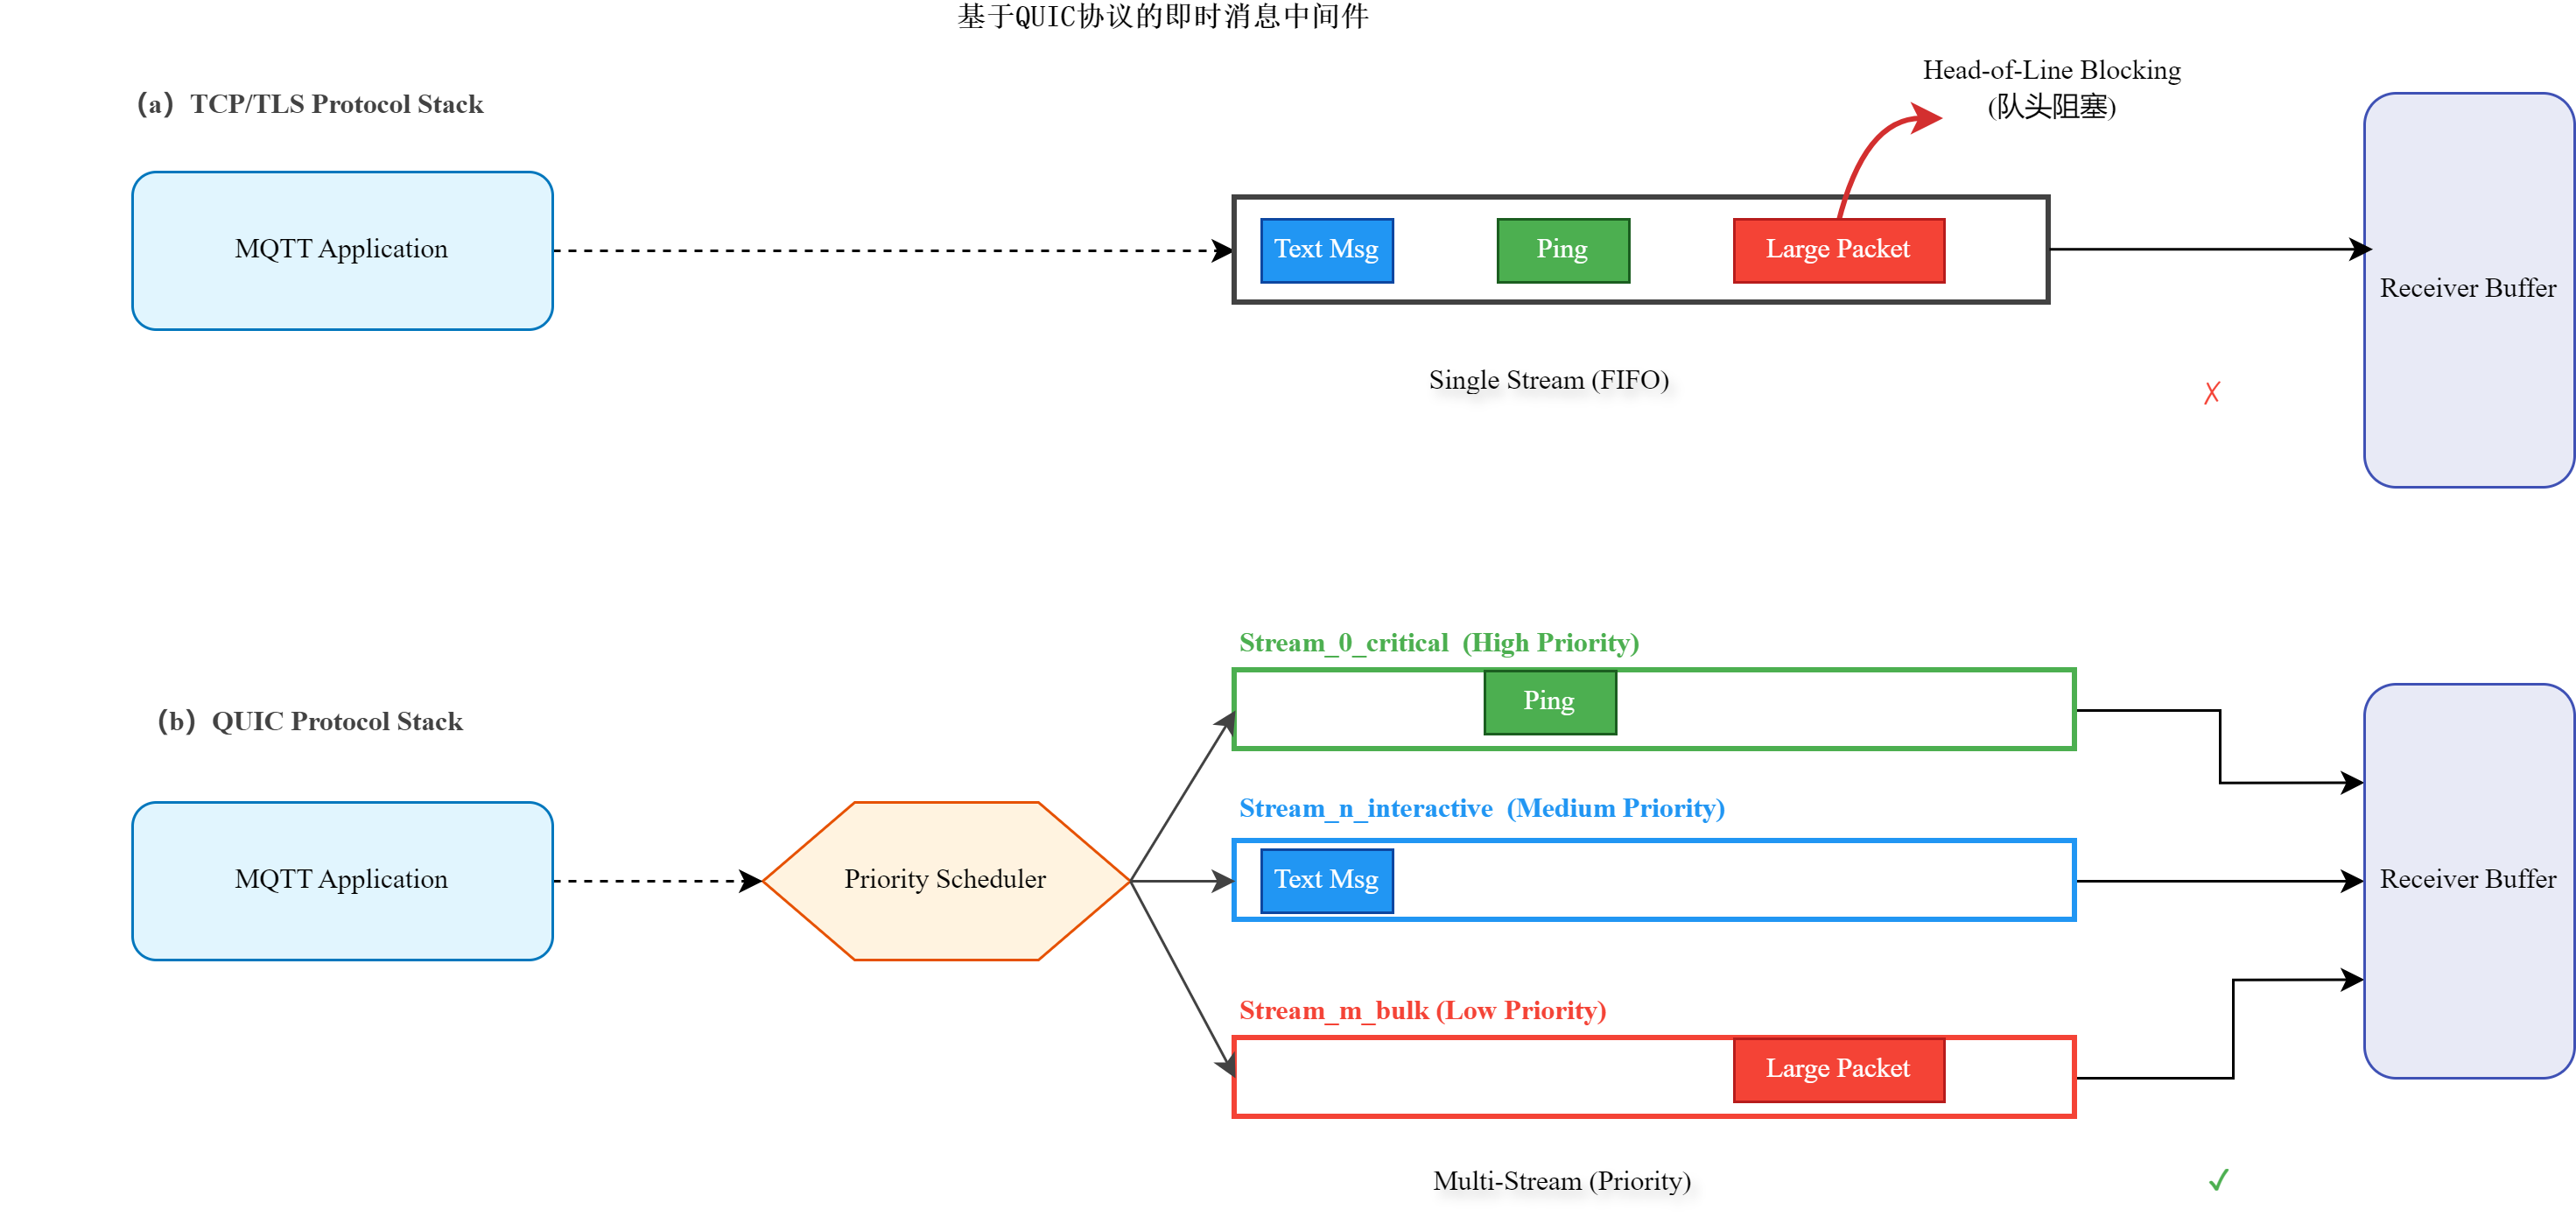 基于QUIC协议的即时消息中间件
（a）TCP/TLS Protocol Stack
Head-of-Line Blocking
(队头阻塞)
MQTT Application
Text Msg
Ping
Large Packet
Receiver Buffer
Single Stream (FIFO)
✗
（b）QUIC Protocol Stack
Stream_0_critical (High Priority)
Ping
Stream_n_interactive (Medium Priority)
MQTT Application
Priority Scheduler
Text Msg
Receiver Buffer
Stream_m_bulk (Low Priority)
Large Packet
Multi-Stream (Priority)
✓